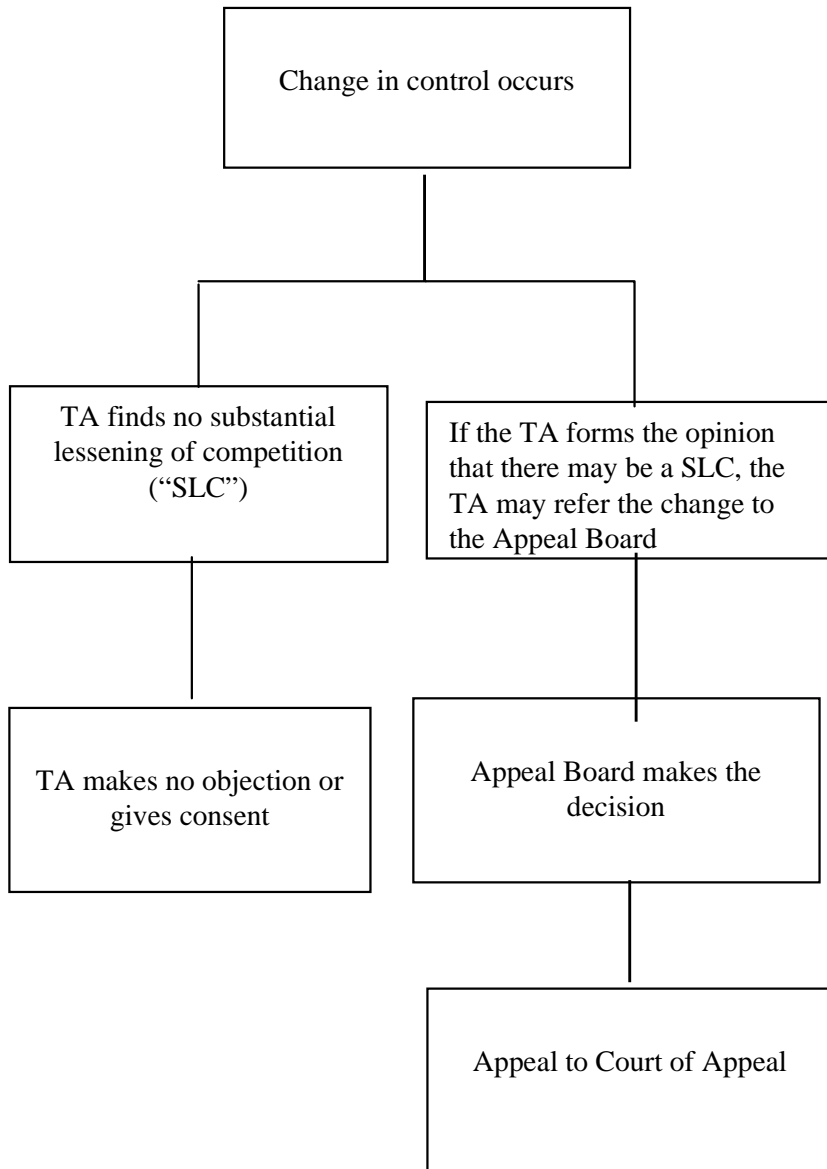 Change in control occurs
TA finds no substantial
lessening of competition
(“SLC”)
If the TA forms the opinion
that there may be a SLC, the
TA may refer the change to
the Appeal Board
TA makes no objection or
gives consent
Appeal Board makes the
decision
Appeal to Court of Appeal